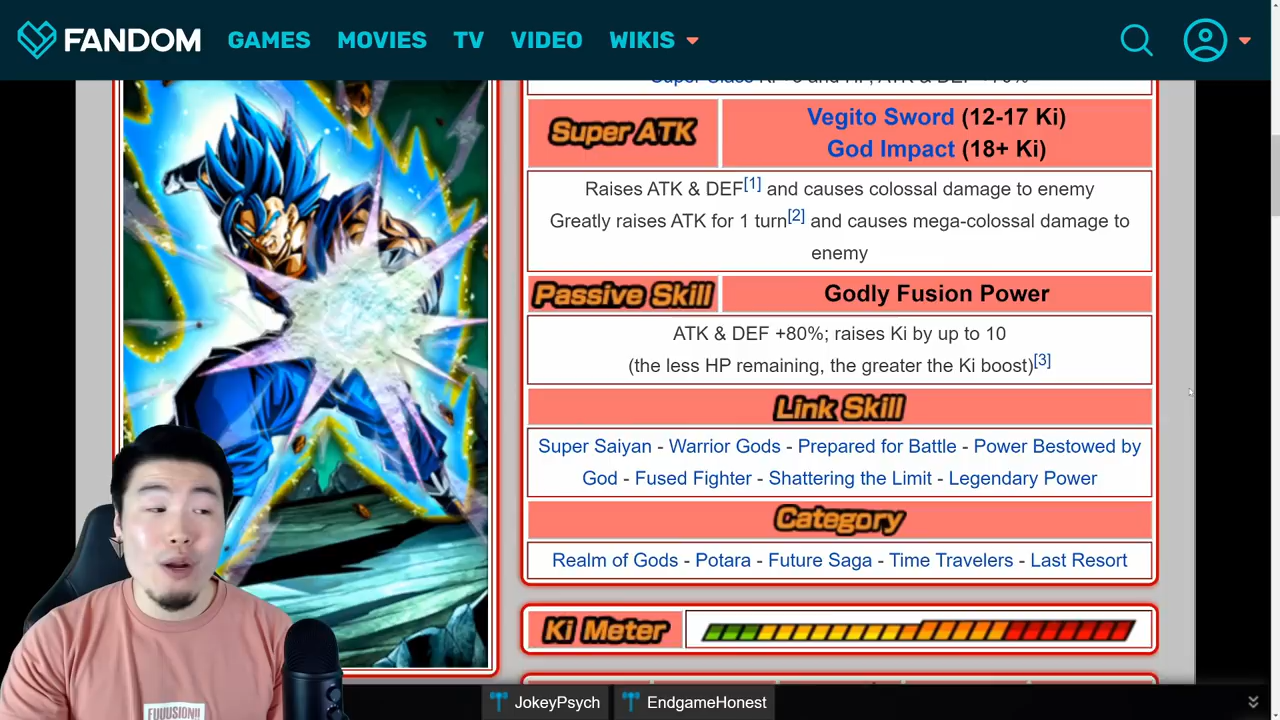 FANDOM GAMES MOVIES TV VIDEO WIKIS
Super ATK
Vegito Sword (12-17 Ki)
God Impact (18+ Ki)
Raises ATK & DEF[1] and causes colossal damage to enemy
Greatly raises ATK for 1 turn[2] and causes mega-colossal damage to
enemy
Passive Skill
Godly Fusion Power
ATK & DEF +80%; raises Ki by up to 10
(the less HP remaining, the greater the Ki boost)[3]
Link Skill
Super Saiyan - Warrior Gods - Prepared for Battle - Power Bestowed by
God - Fused Fighter - Shattering the Limit - Legendary Power
Category
Realm of Gods - Potara - Future Saga - Time Travelers - Last Resort
Ki Meter
FUUUSION!!
JokeyPsych EndgameHonest